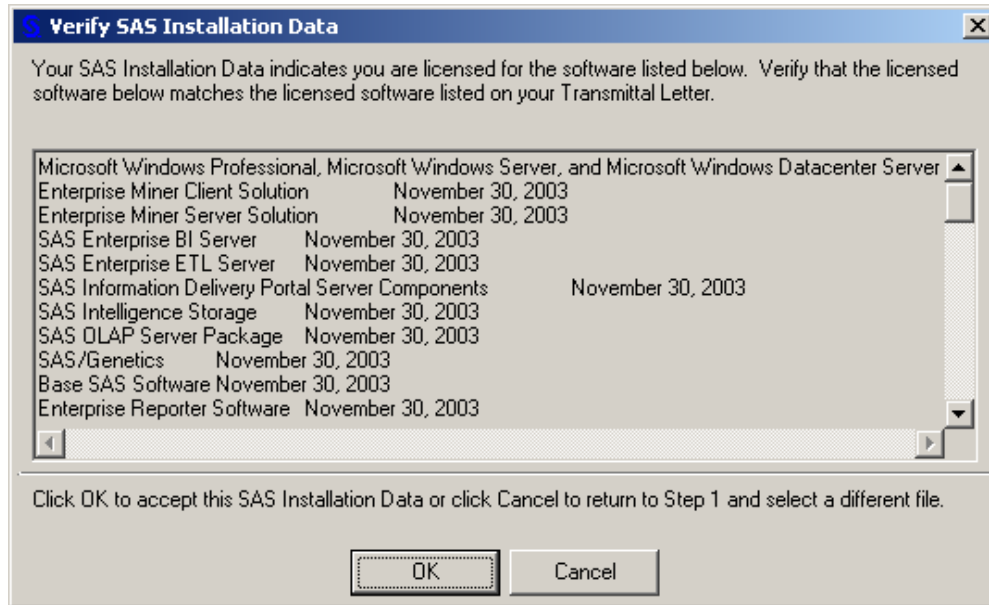 Verify SAS Installation Data
Your SAS Installation Data indicates you are licensed for the software listed below.  Verify that the licensed
software below matches the licensed software listed on your Transmittal Letter.
Microsoft Windows Professional, Microsoft Windows Server, and Microsoft Windows Datacenter Server
Enterprise Miner Client Solution November 30, 2003
Enterprise Miner Server Solution November 30, 2003
SAS Enterprise BI Server November 30, 2003
SAS Enterprise ETL Server November 30, 2003
SAS Information Delivery Portal Server Components November 30, 2003
SAS Intelligence Storage November 30, 2003
SAS OLAP Server Package November 30, 2003
SAS/Genetics November 30, 2003
Base SAS Software November 30, 2003
Enterprise Reporter Software November 30, 2003
Click OK to accept this SAS Installation Data or click Cancel to return to Step 1 and select a different file.
OK Cancel